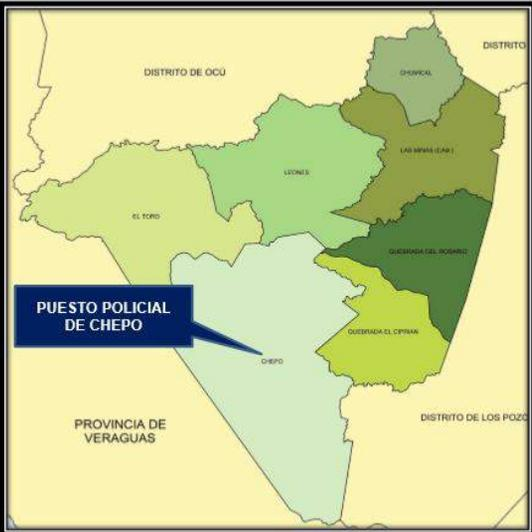 DISTRITO
DISTRITO DE OCÚ
CHUMICAL
LAS MINAS (CAB.)
LEONES
EL TORO
QUEBRADA DEL ROSARIO
PUESTO POLICIAL
DE CHEPO
QUEBRADA EL CIPRIAN
CHEPO
DISTRITO DE LOS POZO
PROVINCIA DE
VERAGUAS